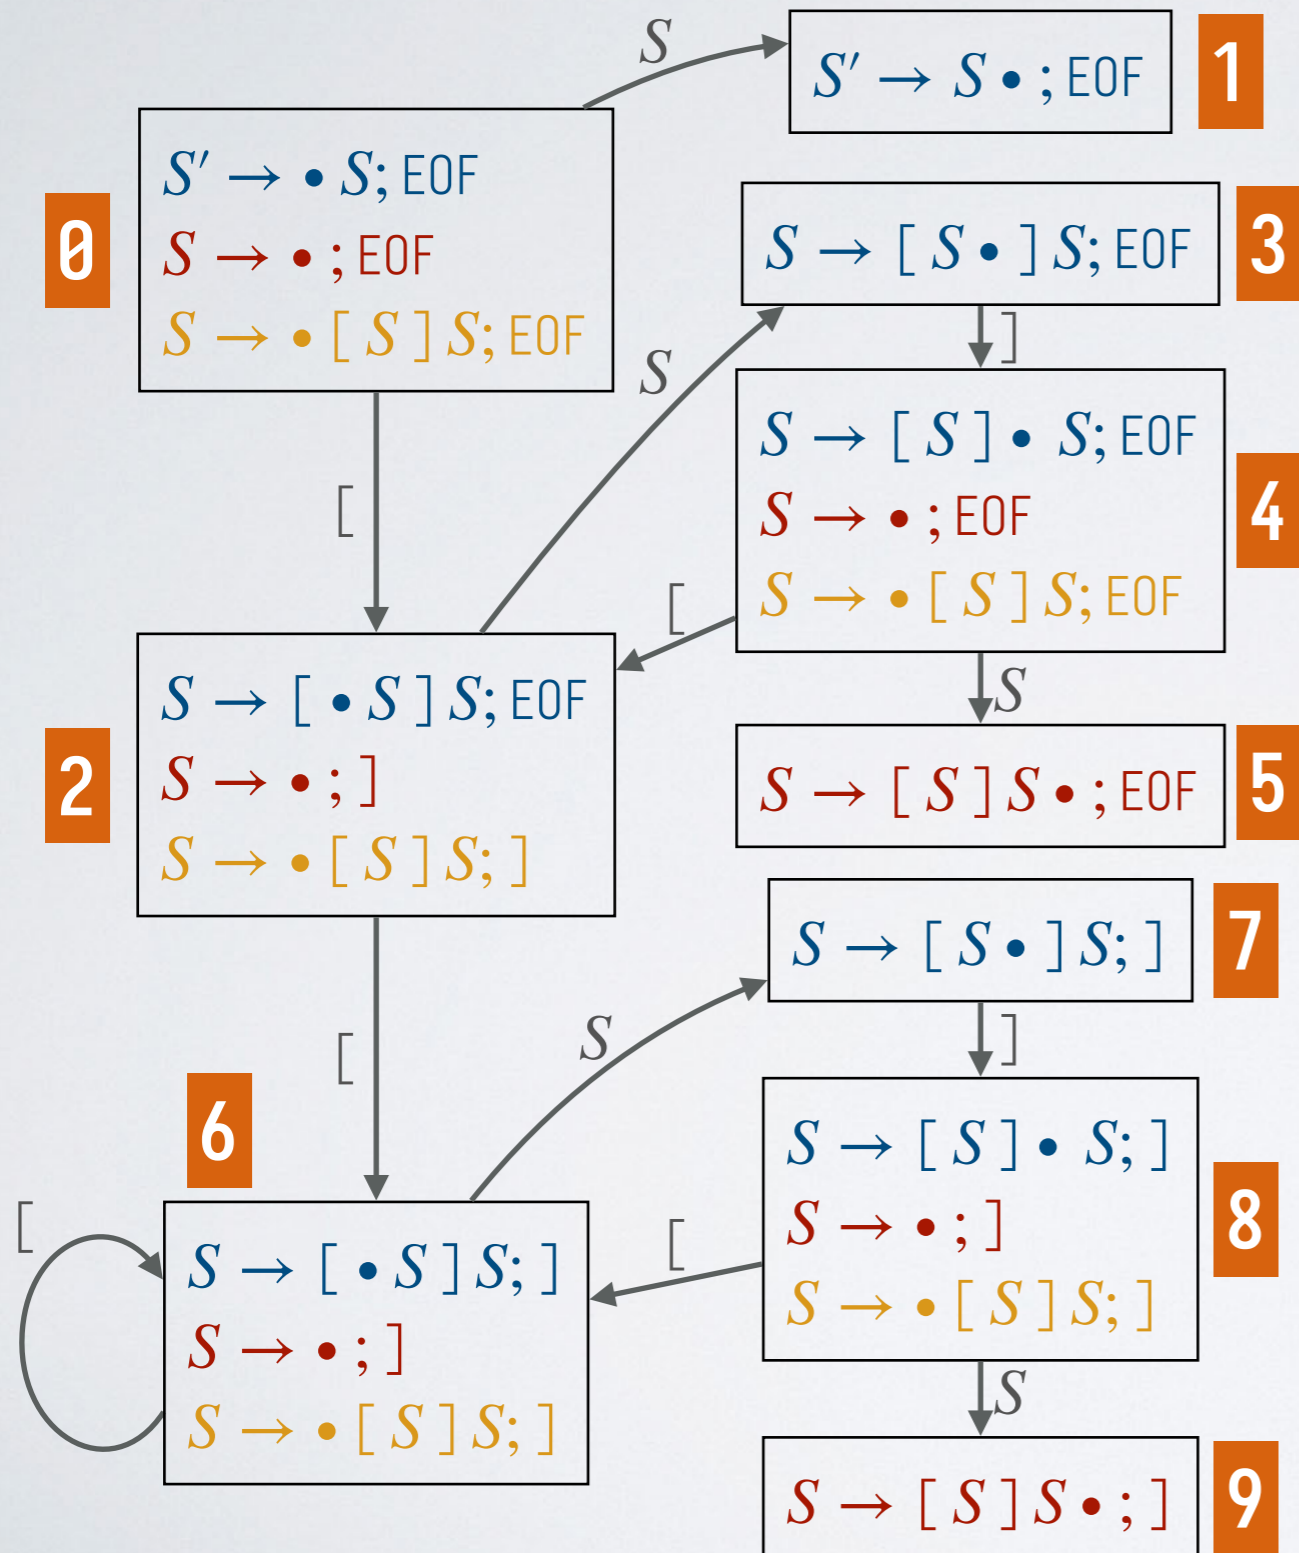 S
S′ → S • ; EOF
1
0
S′ → • S; EOF
S → • ; EOF
S → • [ S ] S; EOF
S → [ S • ] S; EOF
3
]
S
[
S → [ S ] • S; EOF
S → • ; EOF
S → • [ S ] S; EOF
4
[
S
2
S → [ • S ] S; EOF
S → • ; ]
S → • [ S ] S; ]
S → [ S ] S • ; EOF
5
S → [ S • ] S; ]
7
[
S
]
6
S → [ S ] • S; ]
S → • ; ]
S → • [ S ] S; ]
8
[
[
S → [ • S ] S; ]
S → • ; ]
S → • [ S ] S; ]
S
S → [ S ] S • ; ]
9